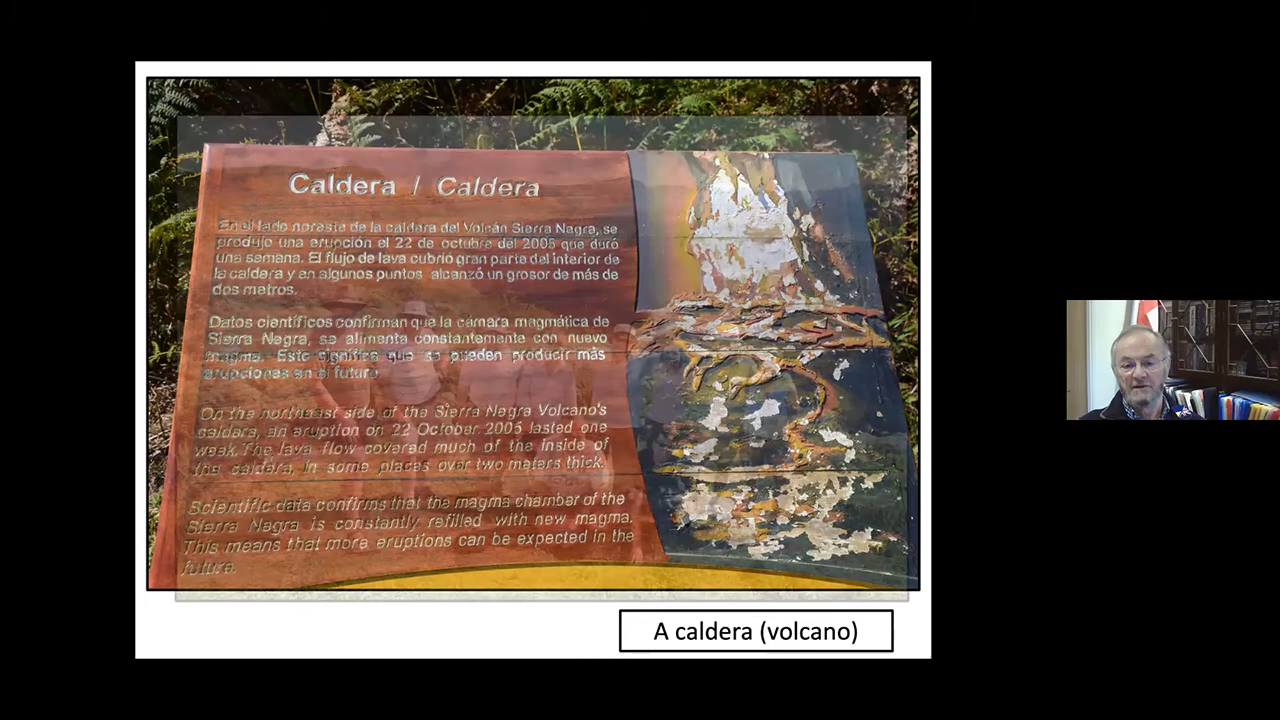 Caldera / Caldera
En el lado noreste de la caldera del Volcán Sierra Negra, se
produjo una erupción el 22 de octubre del 2005 que duró
una semana. El flujo de lava cubrió gran parte del interior de
la caldera y en algunos puntos alcanzó un grosor de más de
dos metros.
Datos científicos confirman que la cámara magmática de
Sierra Negra, se alimenta constantemente con nuevo
magma. Esto significa que se pueden producir más
erupciones en el futuro.
On the northeast side of the Sierra Negra Volcano's
caldera, an eruption on 22 October 2005 lasted one
week. The lava flow covered much of the inside of
the caldera, in some places over two meters thick.
Scientific data confirms that the magma chamber of the
Sierra Negra is constantly refilled with new magma.
This means that more eruptions can be expected in the
future.
A caldera (volcano)